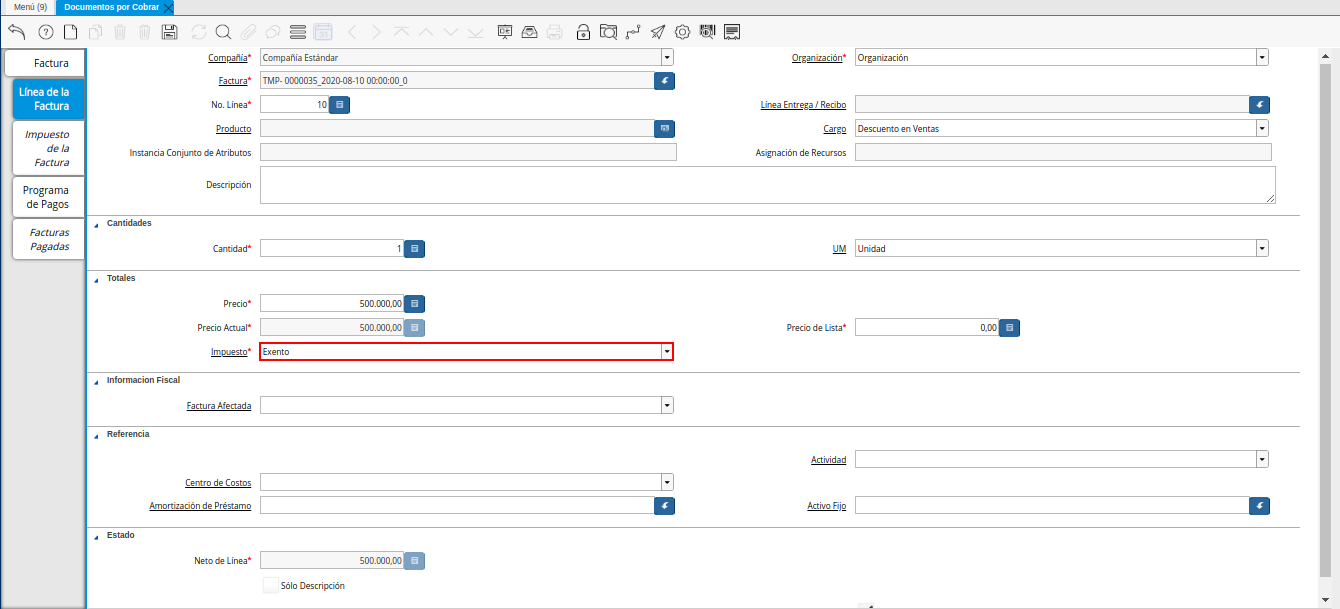 Menú (9)
Documentos por Cobrar
Factura
Línea de la
Factura
Impuesto
de la
Factura
Programa
de Pagos
Facturas
Pagadas
Compañía* Compañía Estándar
Organización* Organización
Factura* TMP- 0000035_2020-08-10 00:00:00_0
No. Línea* 10
Línea Entrega / Recibo
Producto
Cargo Descuento en Ventas
Instancia Conjunto de Atributos
Asignación de Recursos
Descripción
Cantidades
Cantidad* 1
UM Unidad
Totales
Precio* 500.000,00
Precio Actual* 500.000,00
Precio de Lista* 0,00
Impuesto* Exento
Informacion Fiscal
Factura Afectada
Referencia
Actividad
Centro de Costos
Amortización de Préstamo
Activo Fijo
Estado
Neto de Línea* 500.000,00
Sólo Descripción